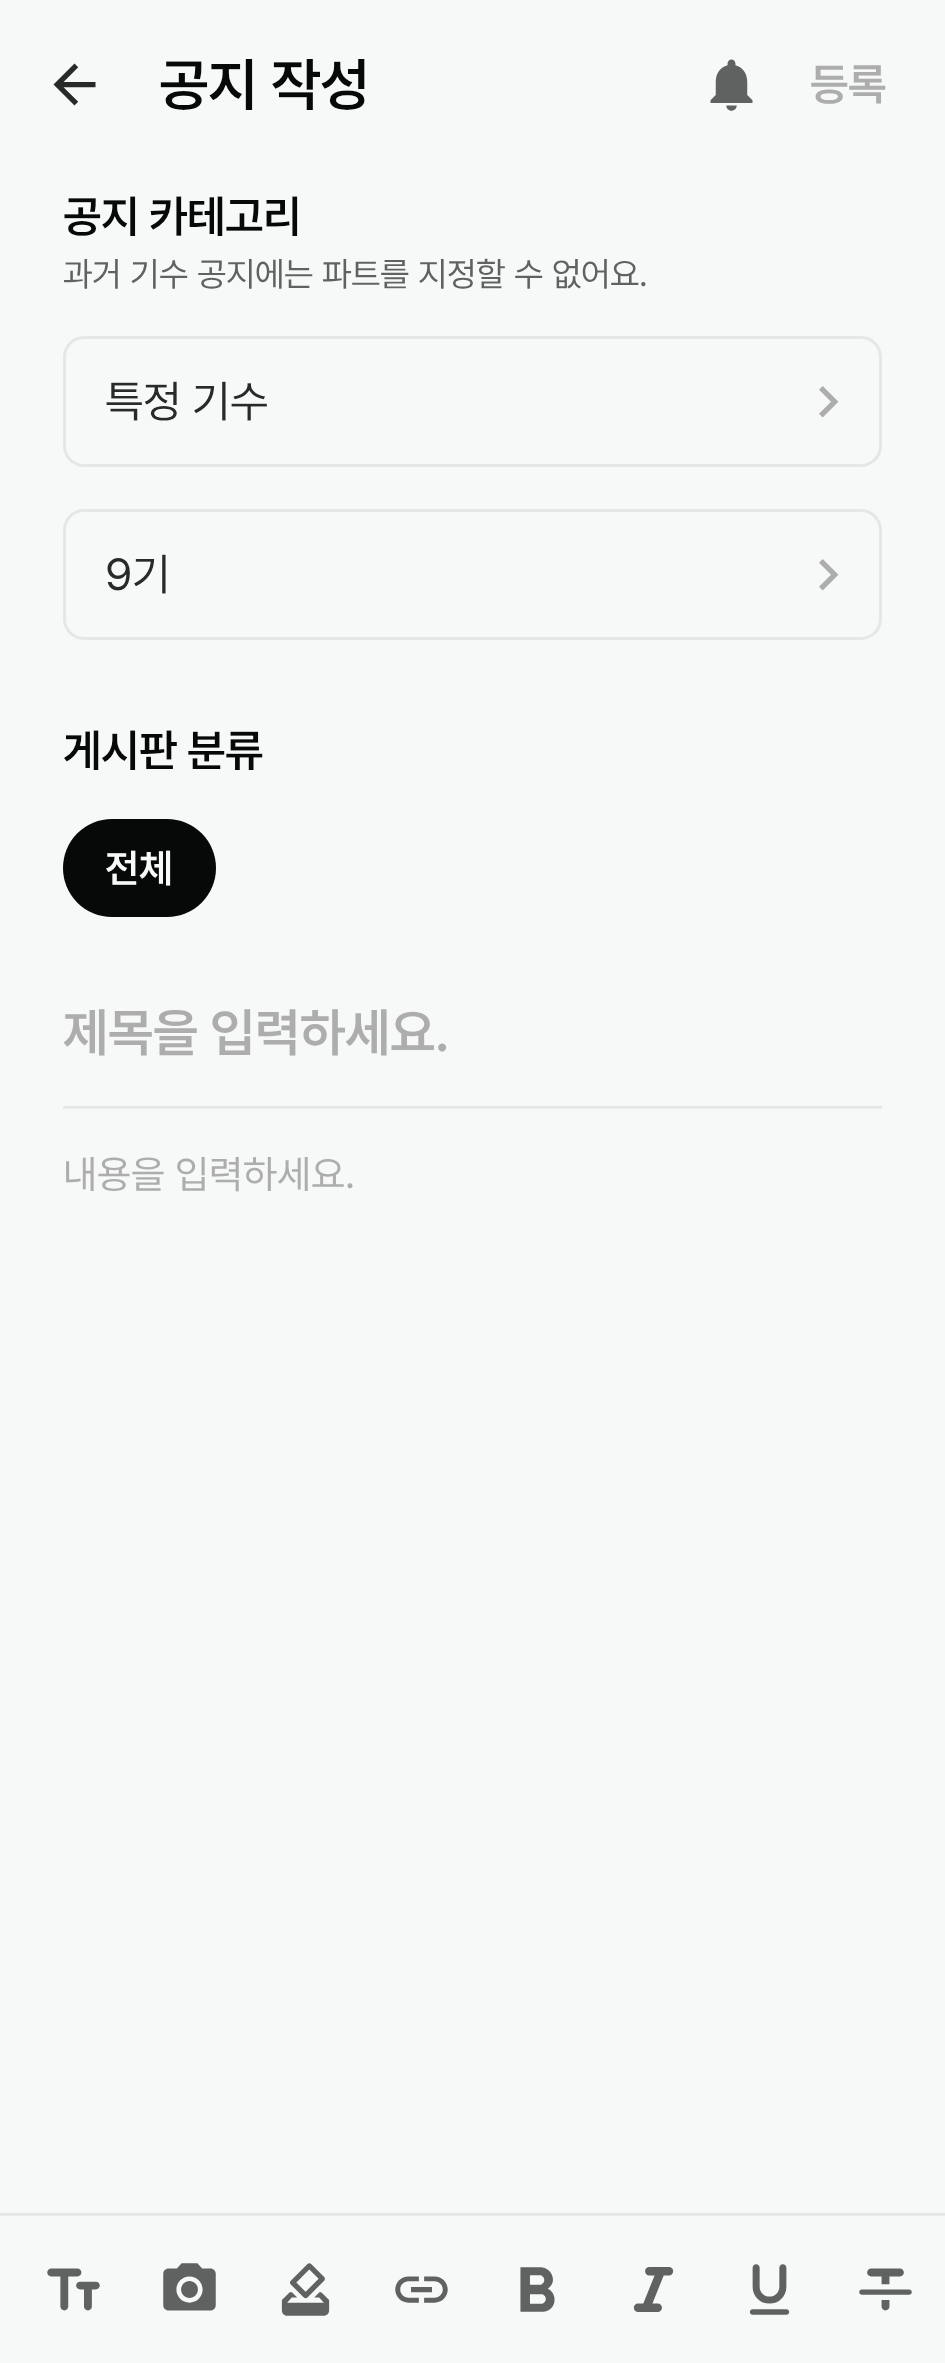 공지 작성
등록
공지 카테고리
과거 기수 공지에는 파트를 지정할 수 없어요.
특정 기수
9기
게시판 분류
전체
제목을 입력하세요.
내용을 입력하세요.